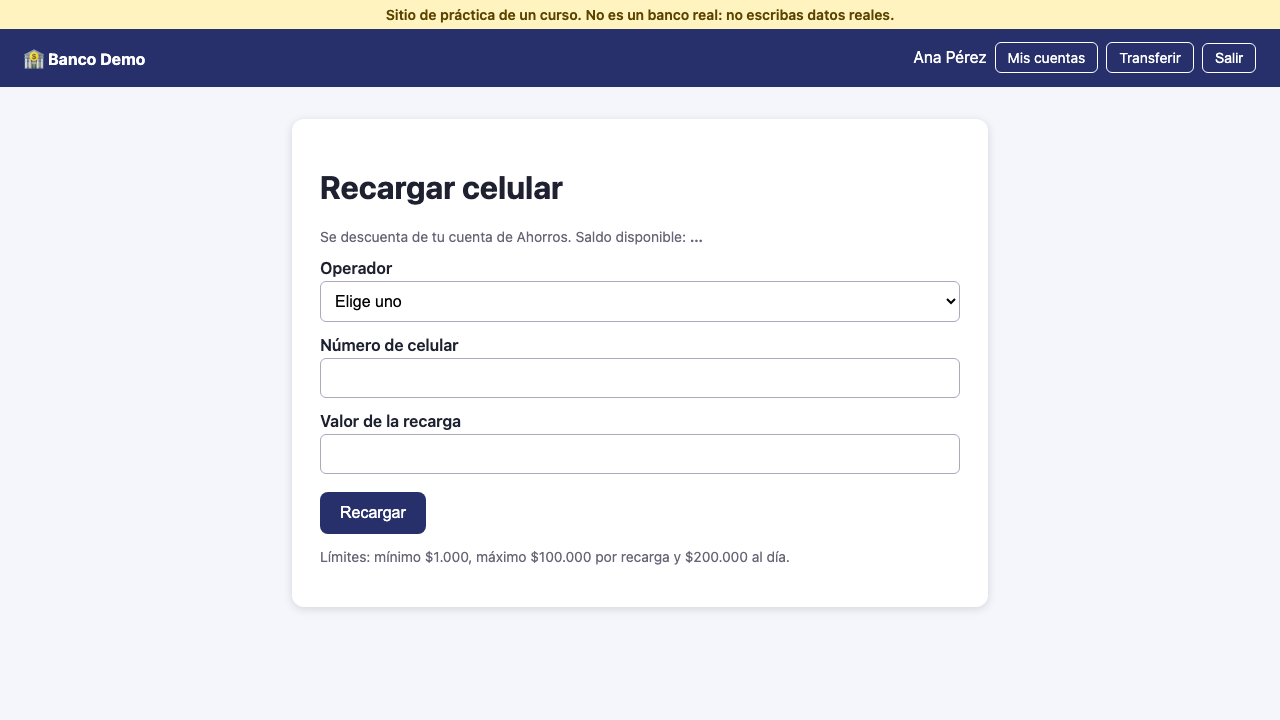 Sitio de práctica de un curso. No es un banco real: no escribas datos reales.
Banco Demo
Ana Pérez
Mis cuentas
Transferir
Salir
Recargar celular
Se descuenta de tu cuenta de Ahorros. Saldo disponible: ...
Operador
Elige uno
Número de celular
Valor de la recarga
Recargar
Límites: mínimo $1.000, máximo $100.000 por recarga y $200.000 al día.